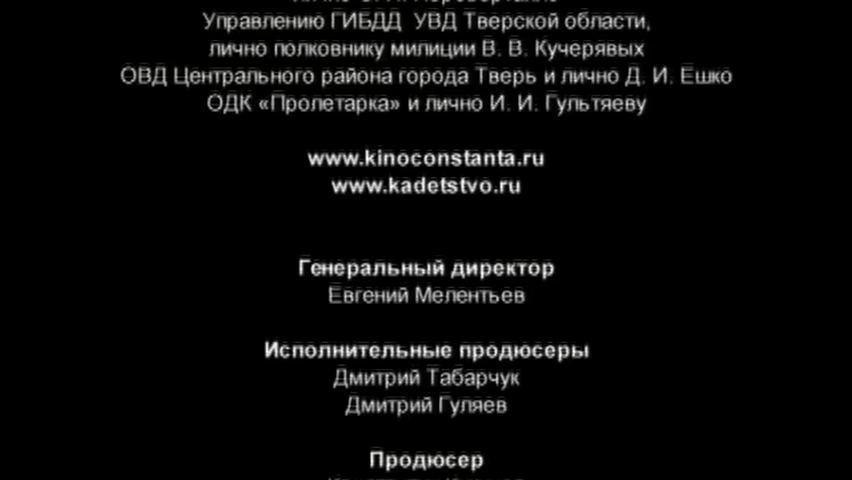 Управлению ГИБДД УВД Тверской области,
лично полковнику милиции В. В. Кучерявых
ОВД Центрального района города Тверь и лично Д. И. Ешко
ОДК «Пролетарка» и лично И. И. Гультяеву
www.kinoconstanta.ru
www.kadetstvo.ru
Генеральный директор
Евгений Мелентьев
Исполнительные продюсеры
Дмитрий Табарчук
Дмитрий Гуляев
Продюсер